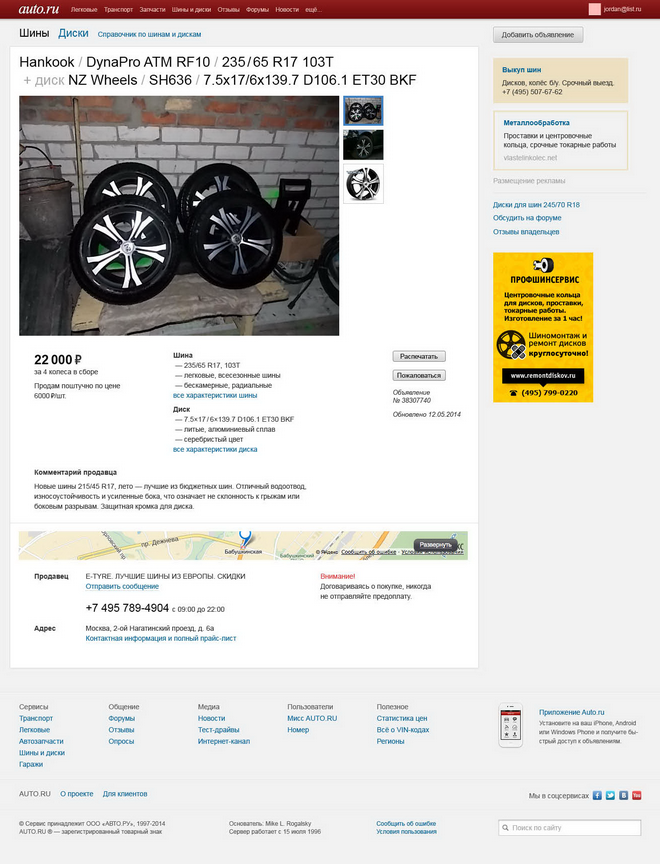 auto.ru Легковые Транспорт Запчасти Шины и диски Отзывы Форумы Новости ещё... jordan@list.ru
Шины Диски Справочник по шинам и дискам
Добавить объявление
Hankook / DynaPro ATM RF10 / 235/65 R17 103T
+ диск NZ Wheels / SH636 / 7.5x17/6x139.7 D106.1 ET30 BKF
22 000 ₽
за 4 колеса в сборе
Продам поштучно по цене
6000 ₽/шт.
Шина
— 235/65 R17, 103T
— легковые, всесезонные шины
— бескамерные, радиальные
все характеристики шины
Диск
— 7.5×17/6×139.7 D106.1 ET30 BKF
— литые, алюминиевый сплав
— серебристый цвет
все характеристики диска
Распечатать
Пожаловаться
Объявление
№ 38307740
Обновлено 12.05.2014
Комментарий продавца
Новые шины 215/45 R17, лето — лучшие из бюджетных шин. Отличный водоотвод,
износоустойчивость и усиленные бока, что означает не склонность к грыжам или
боковым разрывам. Защитная кромка для диска.
пр. Дежнева
Бабушкинская
Бабушкинский
© Яндекс Сообщить об ошибке · Условия использования
Развернуть
Продавец
E-TYRE. ЛУЧШИЕ ШИНЫ ИЗ ЕВРОПЫ. СКИДКИ
Отправить сообщение
+7 495 789-4904 с 09:00 до 22:00
Внимание!
Договариваясь о покупке, никогда
не отправляйте предоплату.
Адрес
Москва, 2-ой Нагатинский проезд, д. 6а
Контактная информация и полный прайс-лист
Выкуп шин
Дисков, колёс б/у. Срочный выезд.
+7 (495) 507-67-62
Металлообработка
Проставки и центровочные
кольца, срочные токарные работы
vlastelinkolec.net
Размещение рекламы
Диски для шин 245/70 R18
Обсудить на форуме
Отзывы владельцев
ПРОФШИНСЕРВИС
Центровочные кольца
для дисков, проставки,
токарные работы.
Изготовление за 1 час!
Шиномонтаж и
ремонт дисков
круглосуточно!
www.remontdiskov.ru
(495) 799-0220
Сервисы
Транспорт
Легковые
Автозапчасти
Шины и диски
Гаражи
Общение
Форумы
Отзывы
Опросы
Медиа
Новости
Тест-драйвы
Интернет-канал
Пользователи
Мисс AUTO.RU
Номер
Полезное
Статистика цен
Всё о VIN-кодах
Регионы
Приложение Auto.ru
Установите на ваш iPhone, Android
или Windows Phone и получите бы-
стрый доступ к объявлениям.
AUTO.RU О проекте Для клиентов
Мы в соцсервисах
© Сервис принадлежит ООО «АВТО.РУ», 1997-2014
AUTO.RU ® — зарегистрированный товарный знак
Основатель: Mike L. Rogalsky
Сервер работает с 15 июля 1996
Сообщить об ошибке
Условия пользования
Поиск по сайту